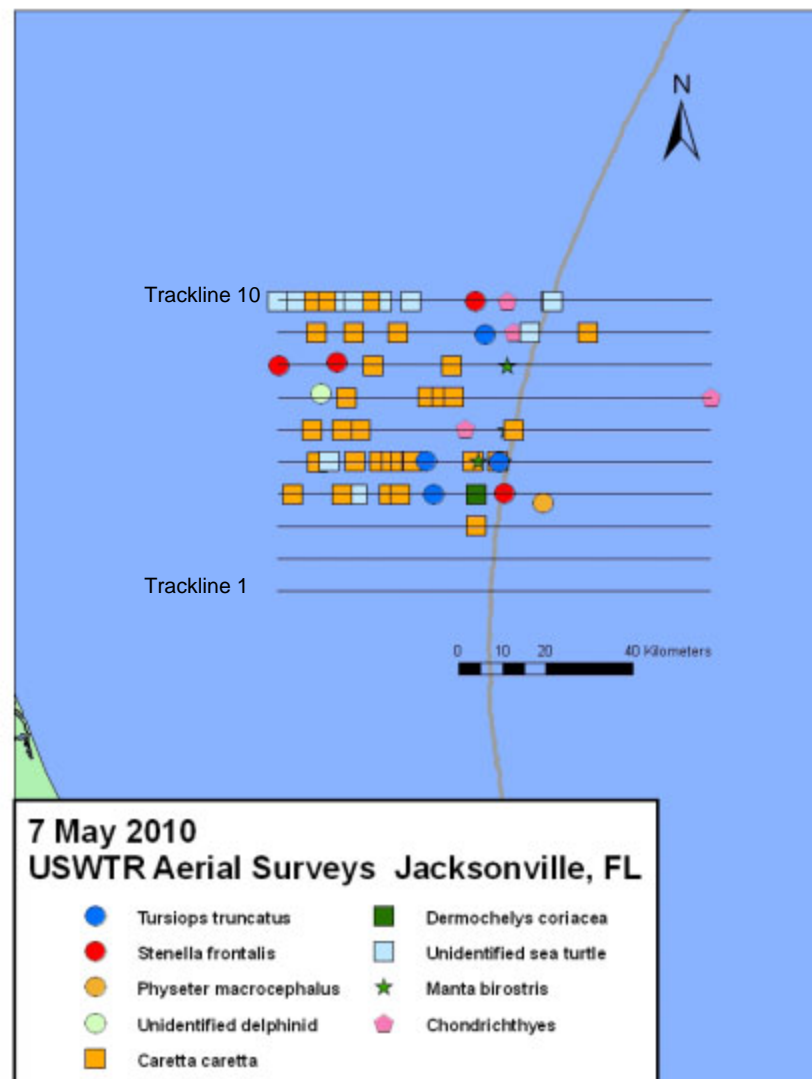 N
Trackline 10
Trackline 1
0 10 20 40 Kilometers
7 May 2010
USWTR Aerial Surveys Jacksonville, FL
Tursiops truncatus
Stenella frontalis
Physeter macrocephalus
Unidentified delphinid
Caretta caretta
Dermochelys coriacea
Unidentified sea turtle
Manta birostris
Chondrichthyes